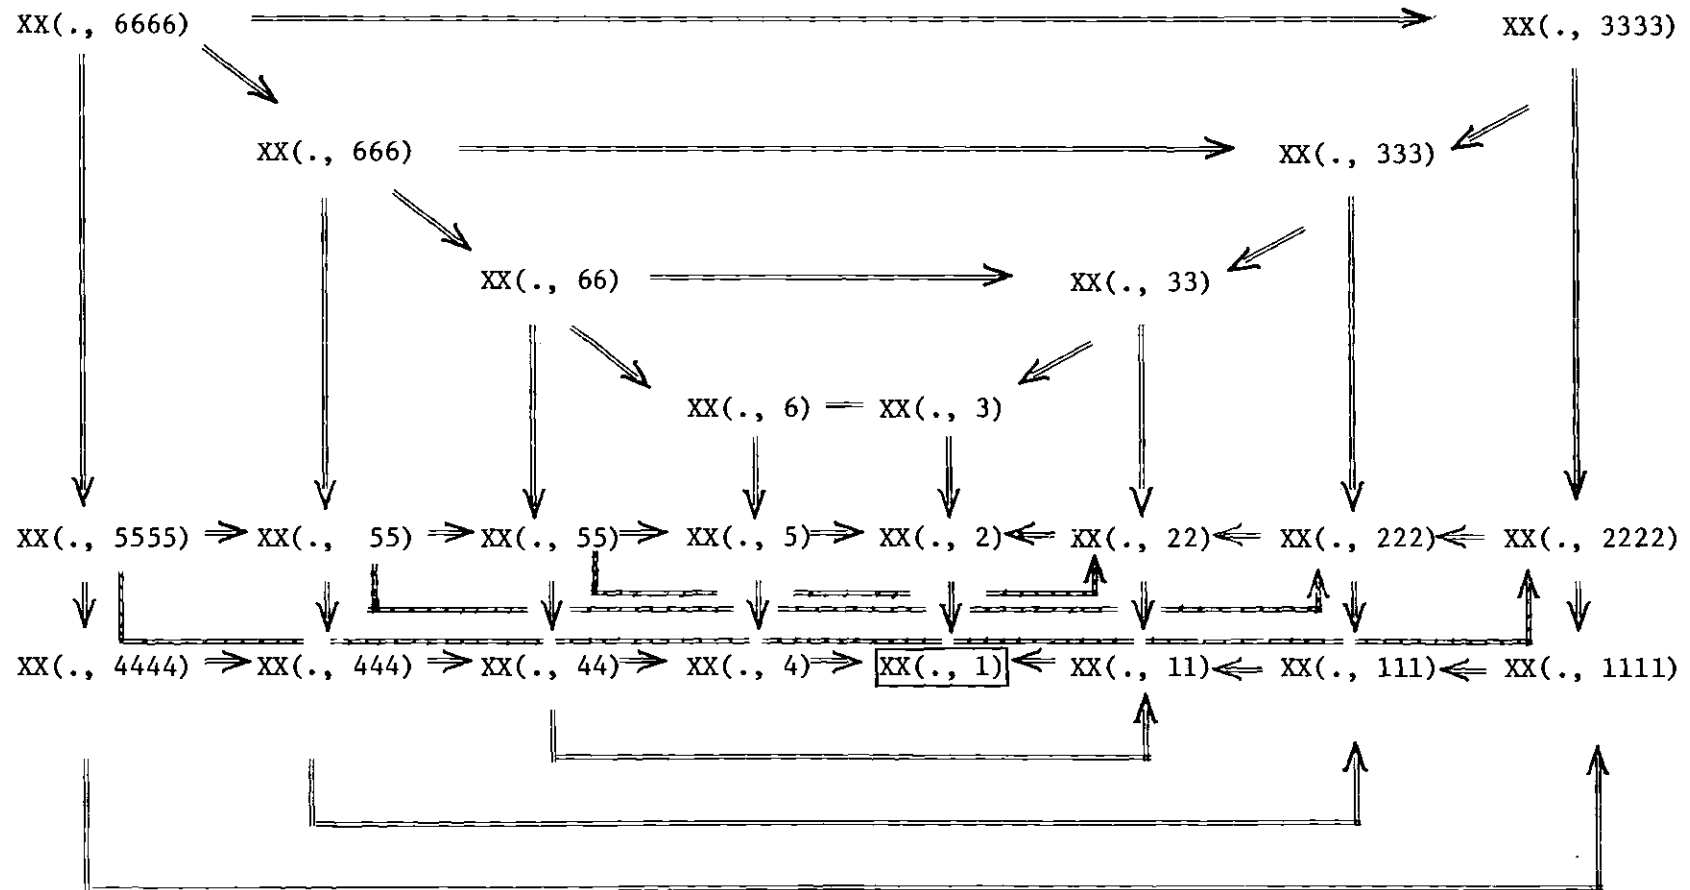 XX(., 6666) XX(., 3333)
XX(., 666) XX(., 333)
XX(., 66) XX(., 33)
XX(., 6) XX(., 3)
XX(., 5555) XX(., 55) XX(., 55) XX(., 5) XX(., 2) XX(., 22) XX(., 222) XX(., 2222)
XX(., 4444) XX(., 444) XX(., 44) XX(., 4) XX(., 1) XX(., 11) XX(., 111) XX(., 1111)